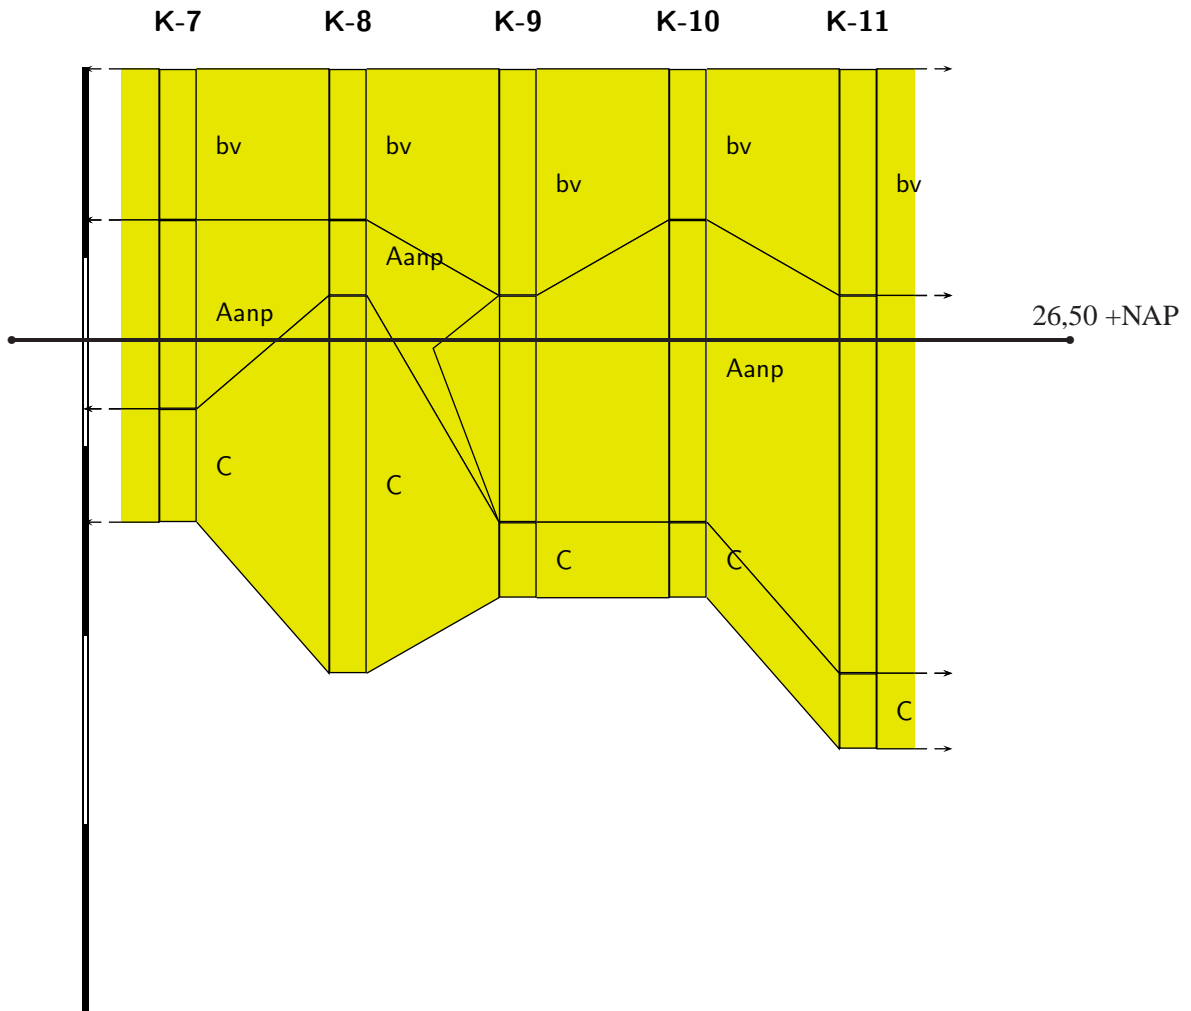 K-7 K-8 K-9 K-10 K-11
bv bv bv
bv bv
Aanp
Aanp
26,50 +NAP
Aanp
C
C
C C
C